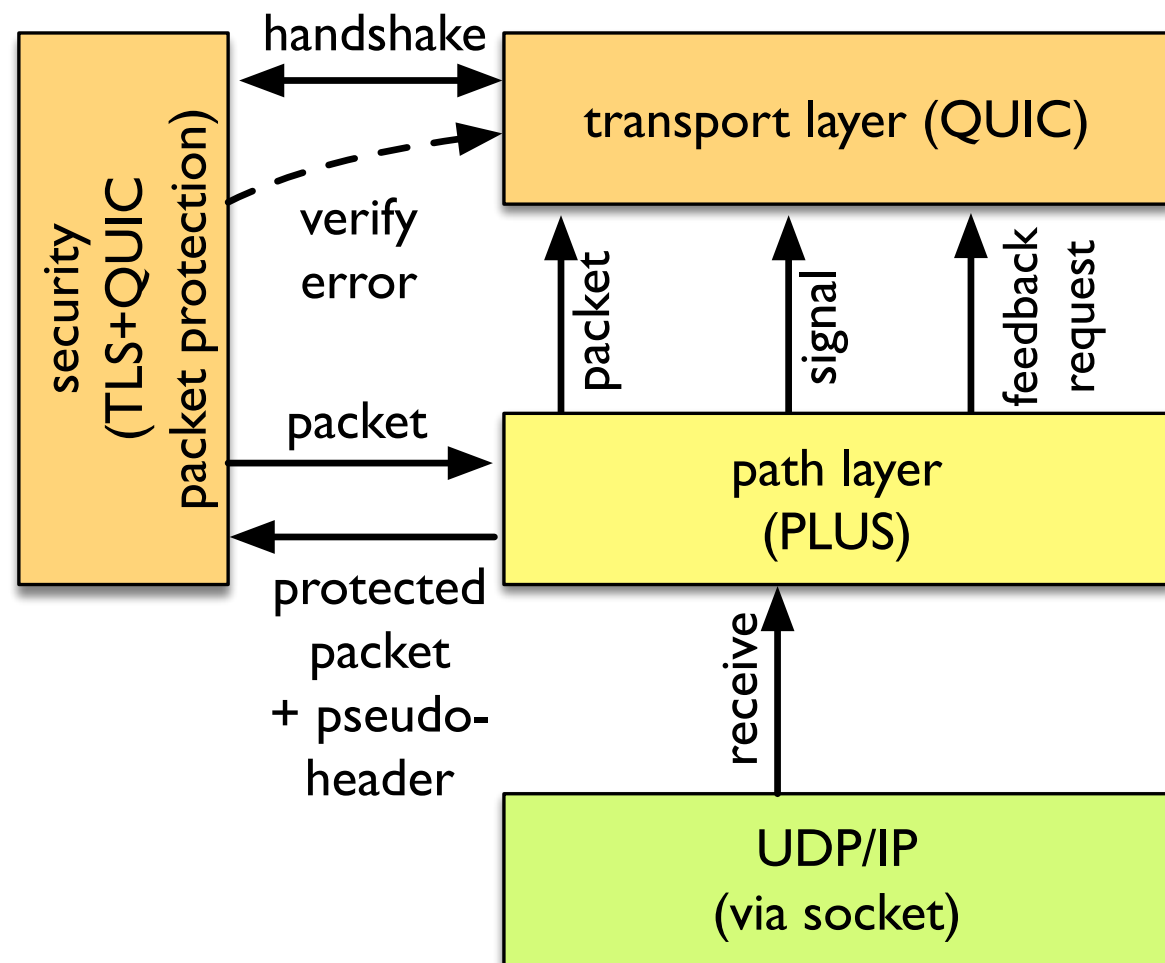 handshake
transport layer (QUIC)
security
(TLS+QUIC
packet protection)
verify
error
packet
signal
feedback
request
packet
path layer
(PLUS)
protected
packet
+ pseudo-
header
receive
UDP/IP
(via socket)